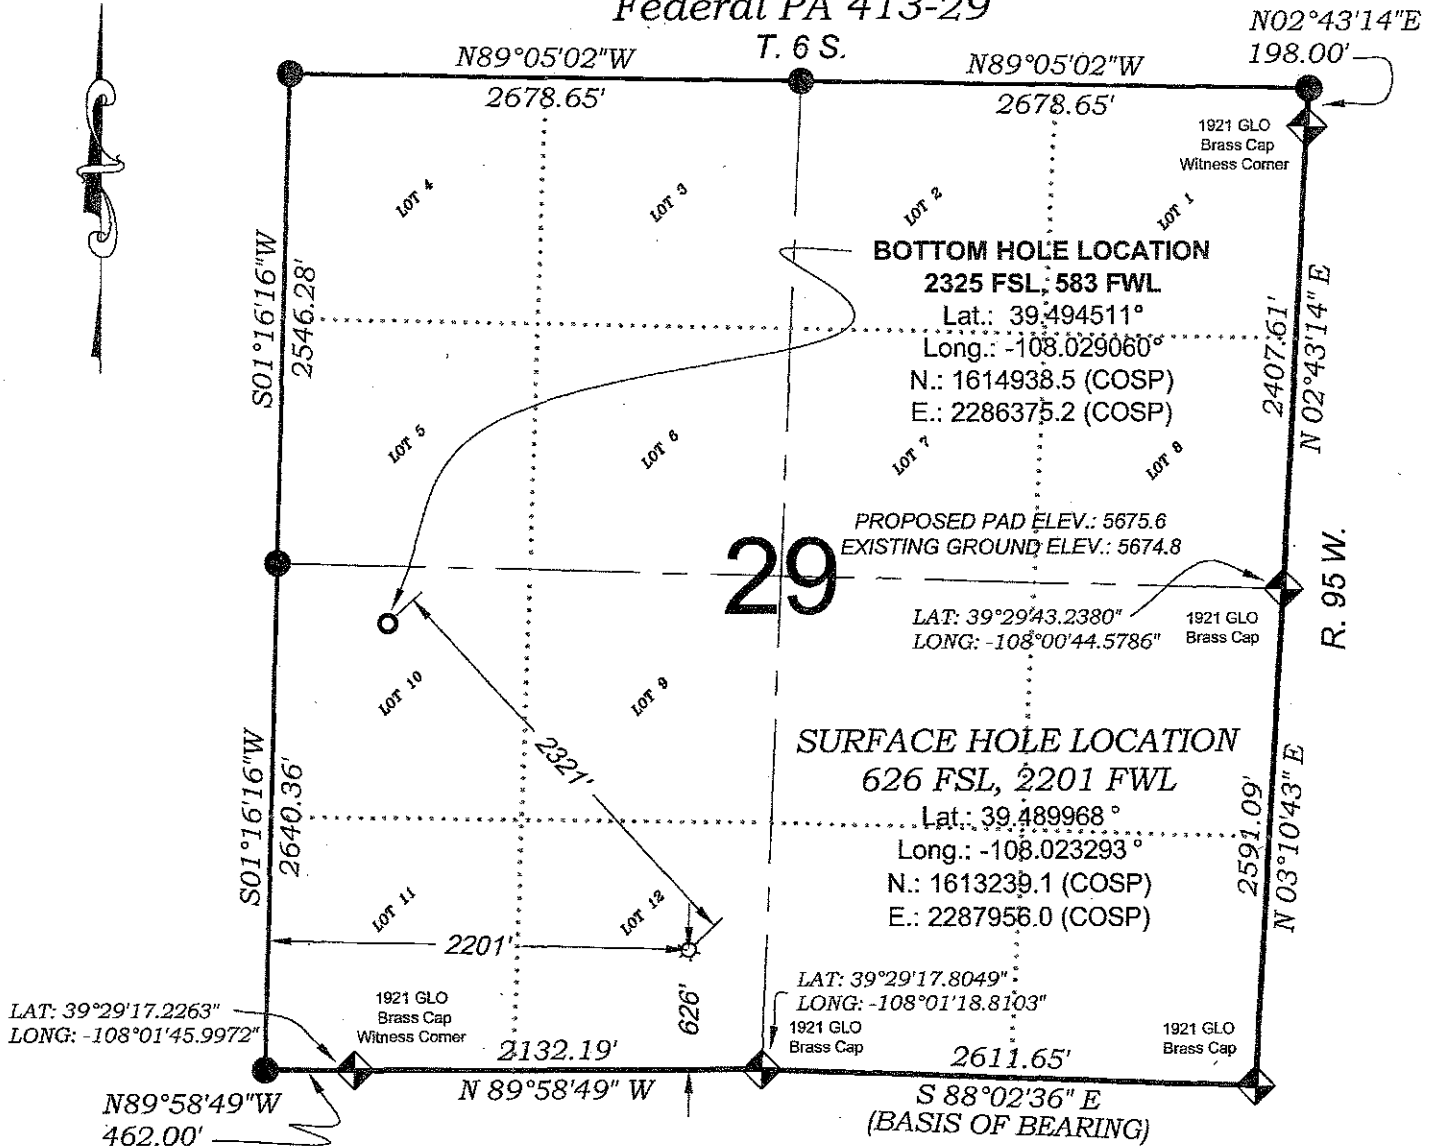 Federal PA 413-29
T. 6 S.
N02°43'14"E
198.00'
N89°05'02"W
2678.65'
N89°05'02"W
2678.65'
1921 GLO
Brass Cap
Witness Corner
LOT 4
LOT 3
LOT 2
LOT 1
BOTTOM HOLE LOCATION
2325 FSL, 583 FWL
Lat.: 39.494511°
Long.: -108.029060°
N.: 1614938.5 (COSP)
E.: 2286375.2 (COSP)
S01°16'16"W
2546.28'
2407.61'
N 02°43'14" E
LOT 5
LOT 6
LOT 7
LOT 8
PROPOSED PAD ELEV.: 5675.6
EXISTING GROUND ELEV.: 5674.8
29
R. 95 W.
LAT: 39°29'43.2380"
LONG: -108°00'44.5786"
1921 GLO
Brass Cap
LOT 10
LOT 9
2321'
SURFACE HOLE LOCATION
626 FSL, 2201 FWL
Lat.: 39.489968°
Long.: -108.023293°
N.: 1613239.1 (COSP)
E.: 2287956.0 (COSP)
S01°16'16"W
2640.36'
2591.09'
N 03°10'43" E
LOT 11
LOT 12
2201'
626'
LAT: 39°29'17.2263"
LONG: -108°01'45.9972"
1921 GLO
Brass Cap
Witness Corner
LAT: 39°29'17.8049"
LONG: -108°01'18.8103"
1921 GLO
Brass Cap
1921 GLO
Brass Cap
2132.19'
N 89°58'49" W
2611.65'
S 88°02'36" E
(BASIS OF BEARING)
N89°58'49"W
462.00'